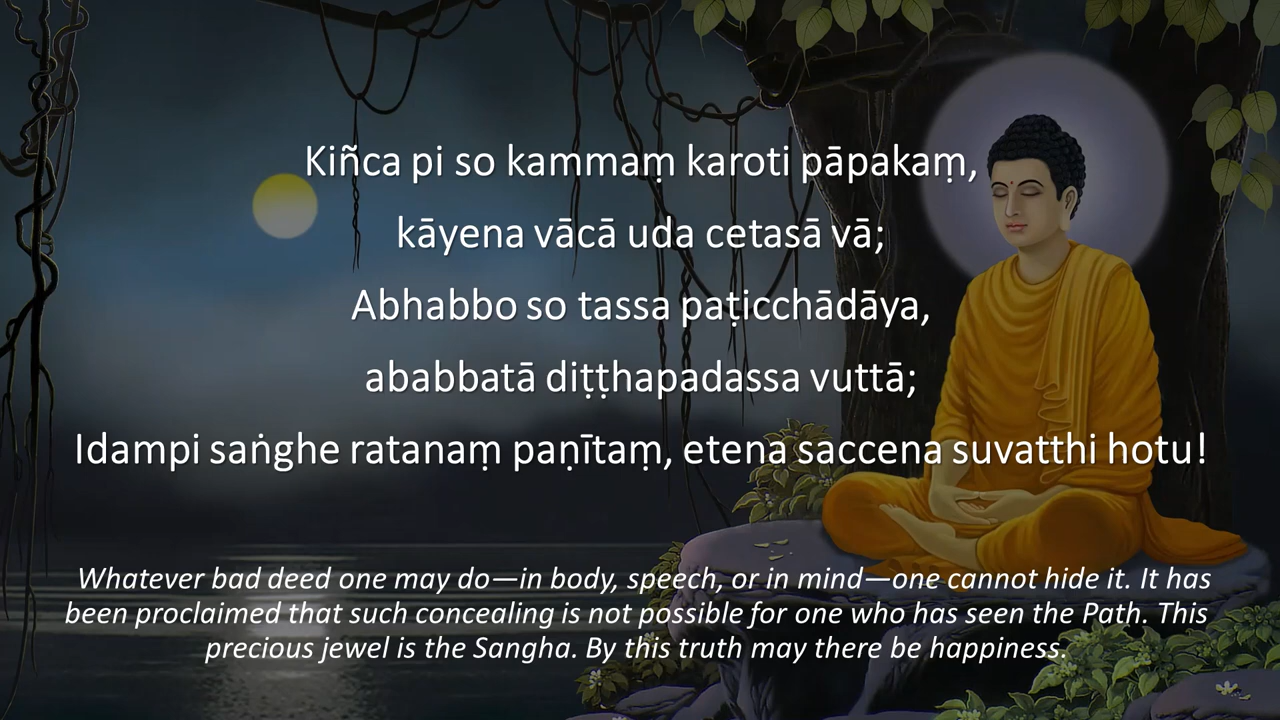 Kiñca pi so kammaṃ karoti pāpakaṃ,
kāyena vācā uda cetasā vā;
Abhabbo so tassa paṭicchādāya,
ababbatā diṭṭhapadassa vuttā;
Idampi saṅghe ratanaṃ paṇītaṃ, etena saccena suvatthi hotu!
Whatever bad deed one may do—in body, speech, or in mind—one cannot hide it. It has
been proclaimed that such concealing is not possible for one who has seen the Path. This
precious jewel is the Sangha. By this truth may there be happiness.